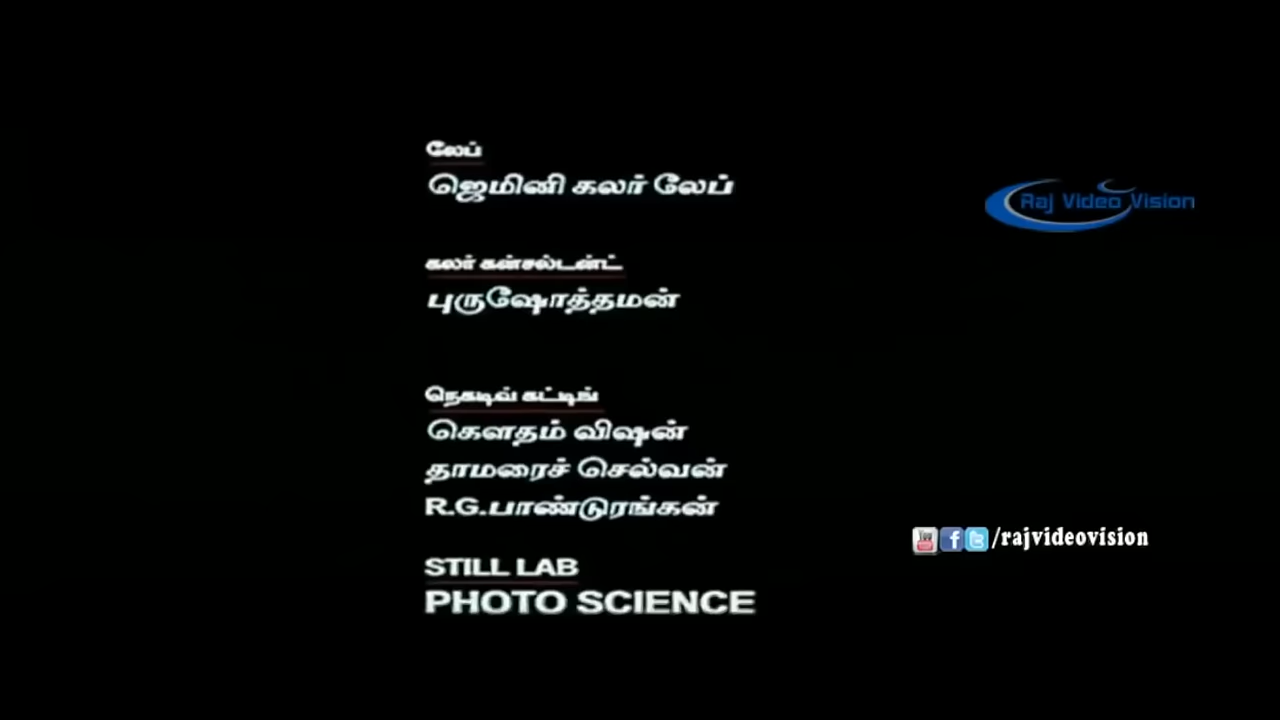 லேப்
ஜெமினி கலர் லேப்
Raj Video Vision
கலர் கன்சல்டன்ட்
புருஷோத்தமன்
நெகடிவ் கட்டிங்
கௌதம் விஷன்
தாமரைச் செல்வன்
R.G.பாண்டுரங்கன்
/rajvideovision
STILL LAB
PHOTO SCIENCE